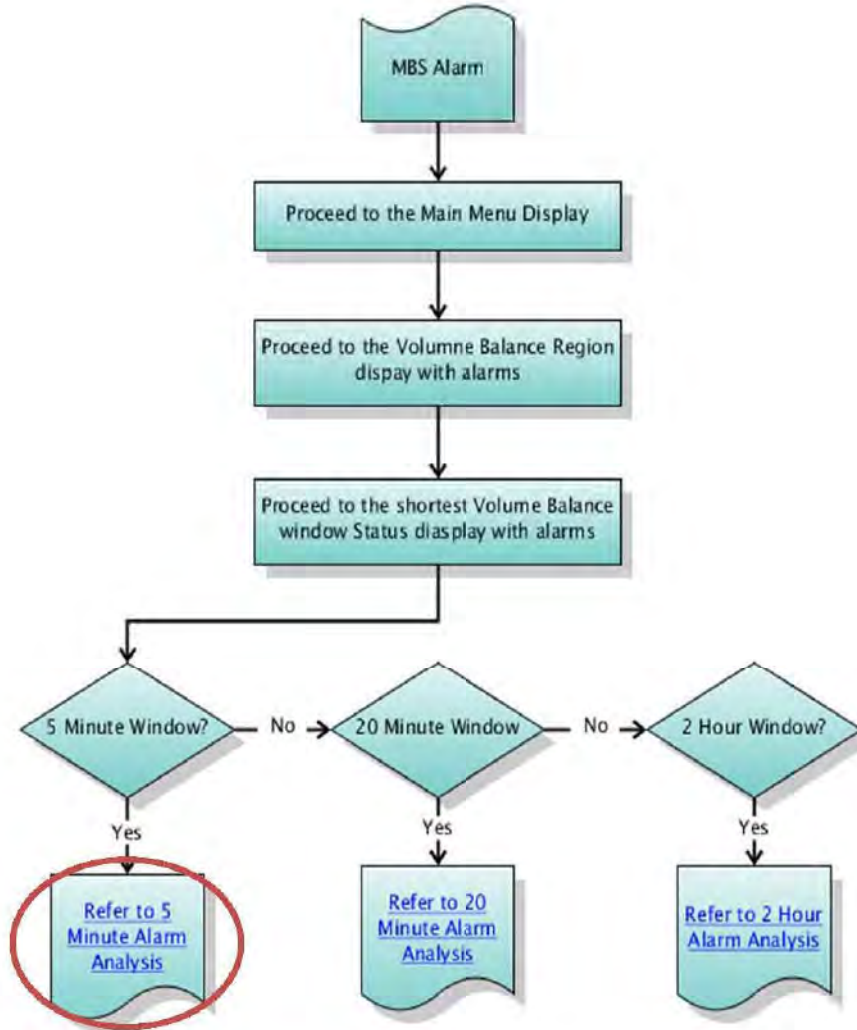 MBS Alarm
Proceed to the Main Menu Display
Proceed to the Volumne Balance Region
dispay with alarms
Proceed to the shortest Volume Balance
window Status diasplay with alarms
5 Minute Window?
No
20 Minute Window
No
2 Hour Window?
Yes
Yes
Yes
Refer to 5
Minute Alarm
Analysis
Refer to 20
Minute Alarm
Analysis
Refer to 2 Hour
Alarm Analysis